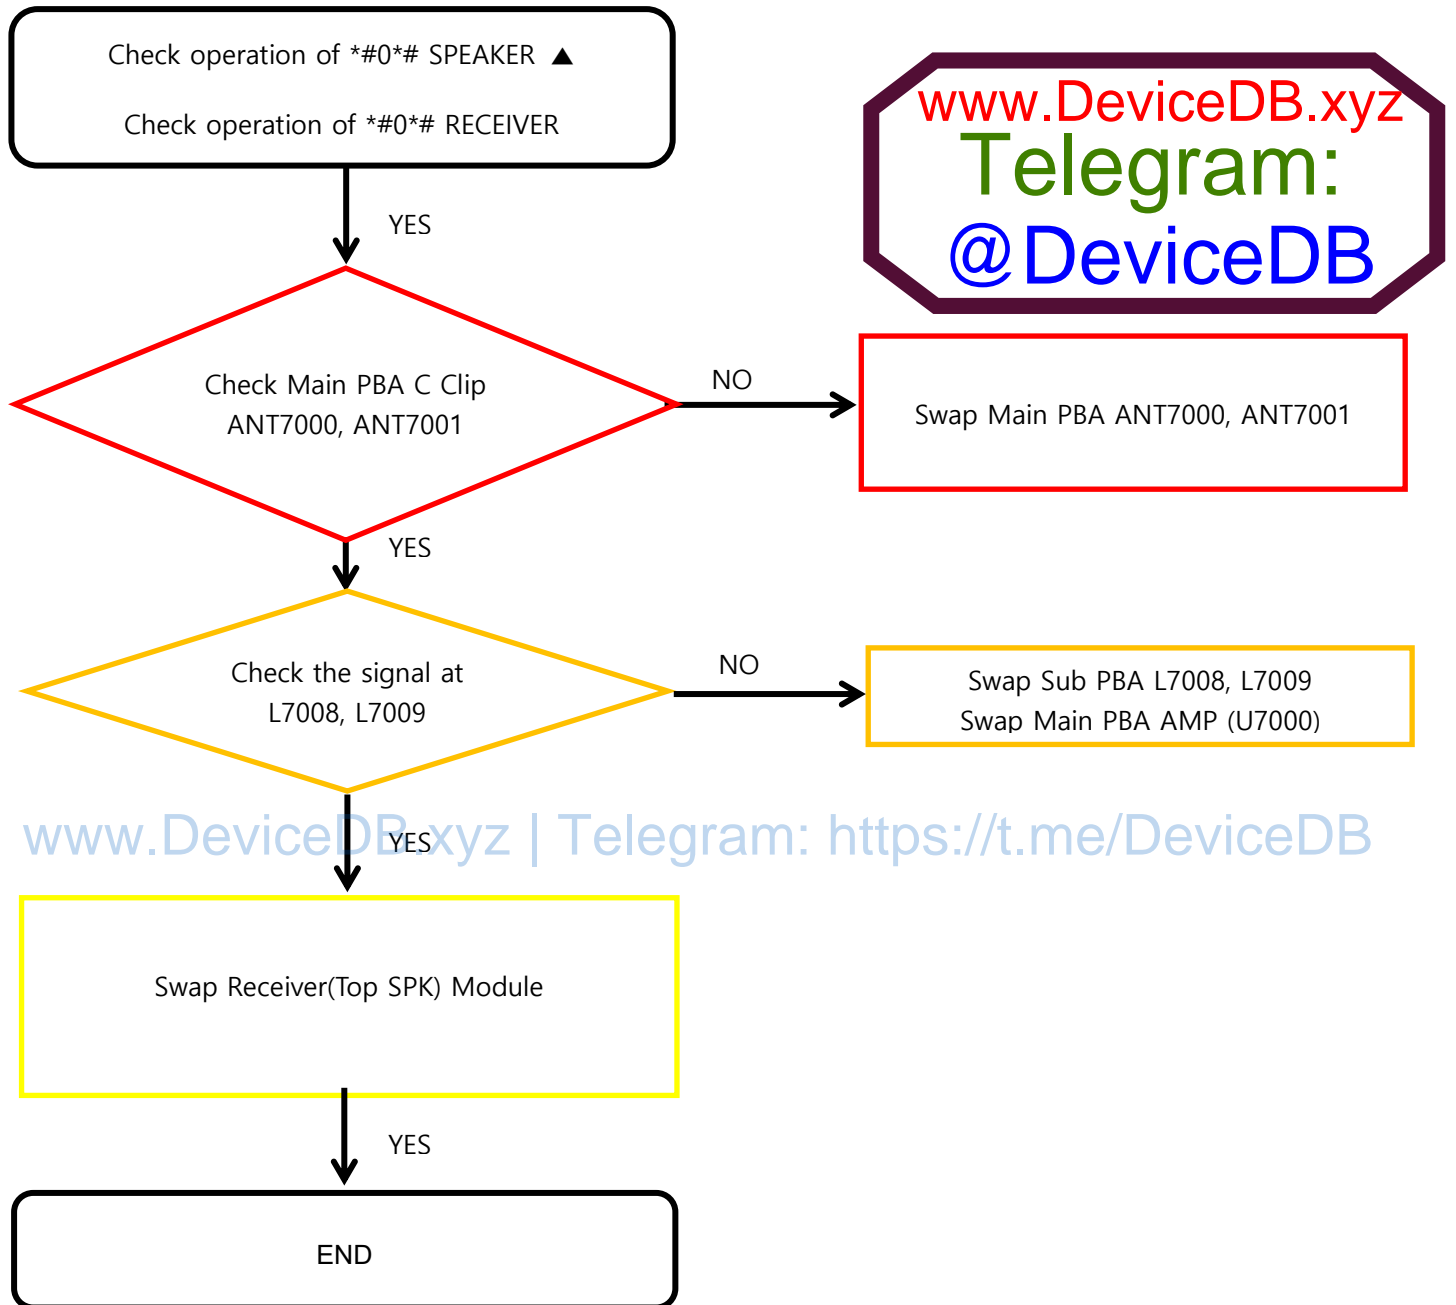 Check operation of *#0*# SPEAKER ▲
Check operation of *#0*# RECEIVER
www.DeviceDB.xyz
Telegram:
@DeviceDB
YES
Check Main PBA C Clip
ANT7000, ANT7001
NO
Swap Main PBA ANT7000, ANT7001
YES
Check the signal at
L7008, L7009
NO
Swap Sub PBA L7008, L7009
Swap Main PBA AMP (U7000)
www.DeviceDB.xyz | Telegram: https://t.me/DeviceDB
YES
Swap Receiver(Top SPK) Module
YES
END